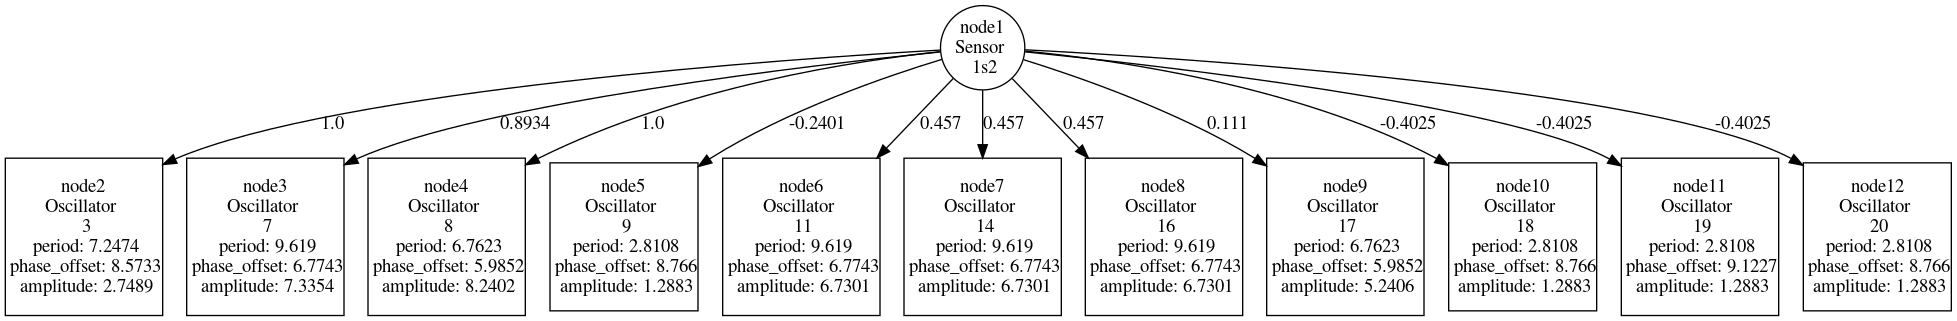 node1
Sensor
1s2
1.0
0.8934
1.0
-0.2401
0.457
0.457
0.457
0.111
-0.4025
-0.4025
-0.4025
node2
Oscillator
3
period: 7.2474
phase_offset: 8.5733
amplitude: 2.7489
node3
Oscillator
7
period: 9.619
phase_offset: 6.7743
amplitude: 7.3354
node4
Oscillator
8
period: 6.7623
phase_offset: 5.9852
amplitude: 8.2402
node5
Oscillator
9
period: 2.8108
phase_offset: 8.766
amplitude: 1.2883
node6
Oscillator
11
period: 9.619
phase_offset: 6.7743
amplitude: 6.7301
node7
Oscillator
14
period: 9.619
phase_offset: 6.7743
amplitude: 6.7301
node8
Oscillator
16
period: 9.619
phase_offset: 6.7743
amplitude: 6.7301
node9
Oscillator
17
period: 6.7623
phase_offset: 5.9852
amplitude: 5.2406
node10
Oscillator
18
period: 2.8108
phase_offset: 8.766
amplitude: 1.2883
node11
Oscillator
19
period: 2.8108
phase_offset: 9.1227
amplitude: 1.2883
node12
Oscillator
20
period: 2.8108
phase_offset: 8.766
amplitude: 1.2883